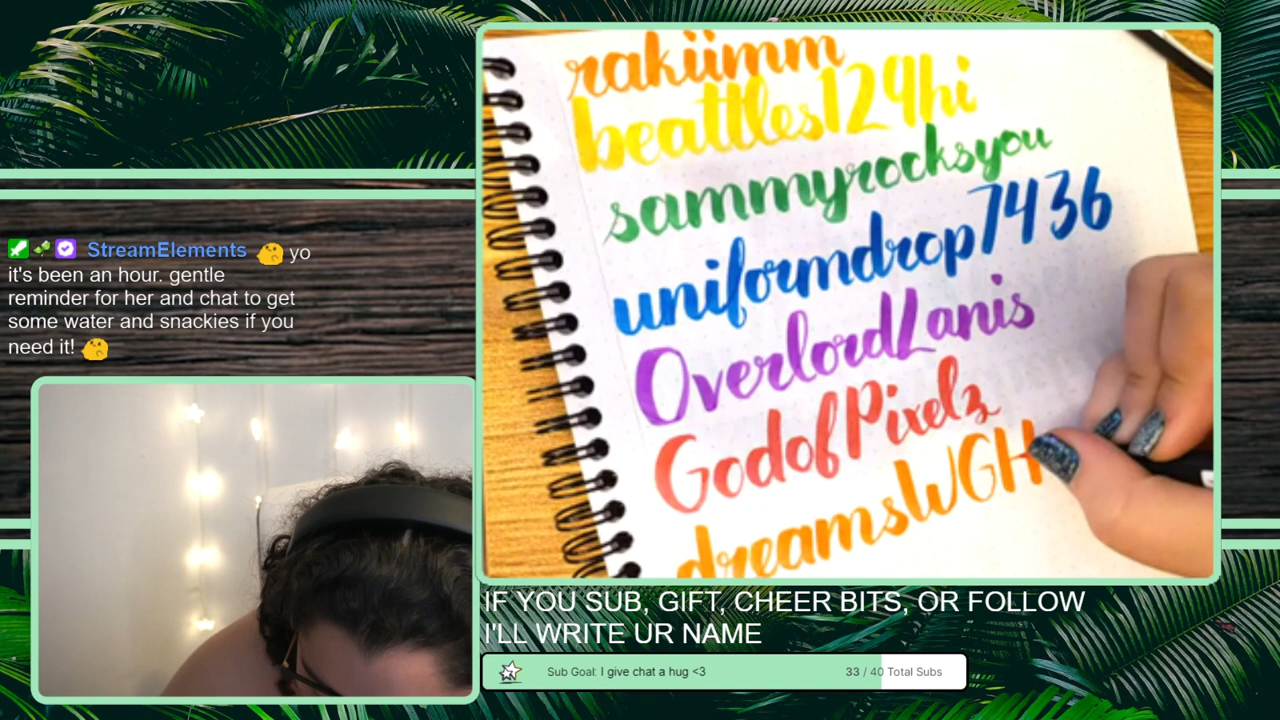 rakiimm
beattles129hi
sammyrocksyou
uniformdrop7436
OverlordLanis
GodofPixelz
dreamsWGH
StreamElements yo
it's been an hour. gentle
reminder for her and chat to get
some water and snackies if you
need it!
IF YOU SUB, GIFT, CHEER BITS, OR FOLLOW
I'LL WRITE UR NAME
Sub Goal: I give chat a hug <3 33 / 40 Total Subs